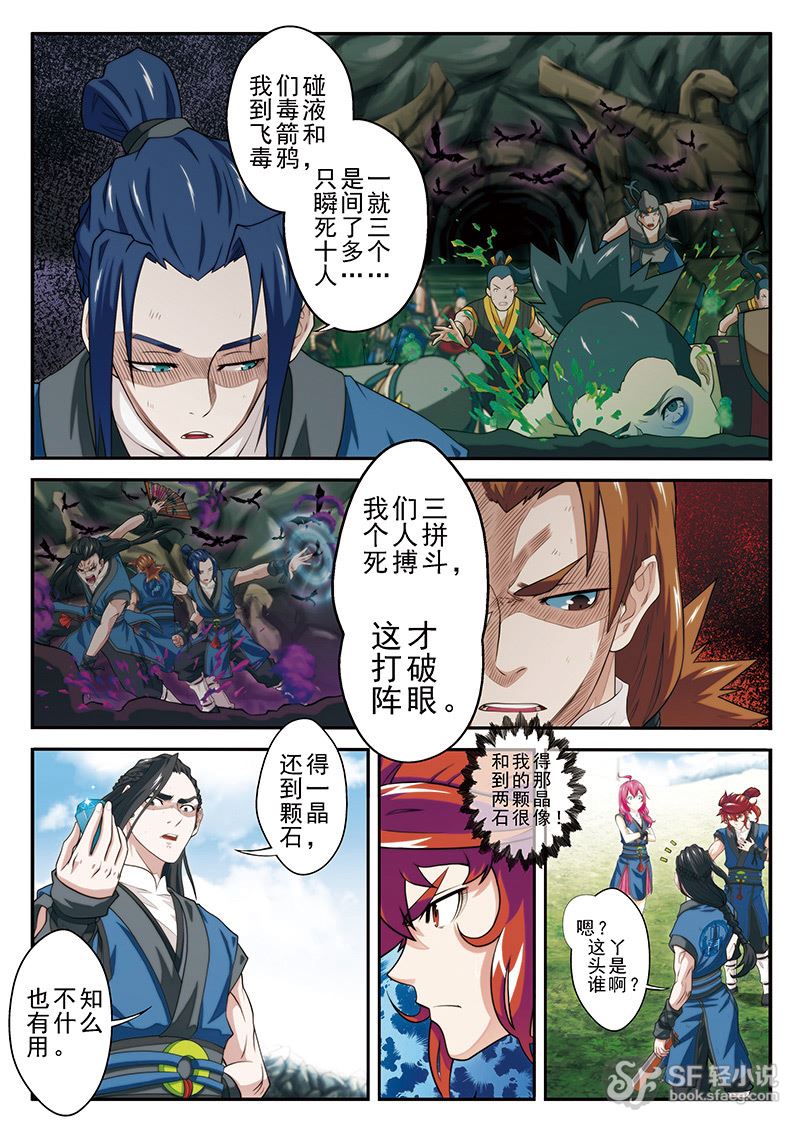 我们碰
到毒液
飞箭和
毒鸦，
只是一
瞬间就
死了三
十多个
人……
我们三
个人拼
死搏斗，
这才
打破
阵眼。
还得
到一
颗晶
石，
也不知
有什么
用。
和我得
到的那
两颗晶
石很像！
嗯？
这丫
头是
谁啊？
SF轻小说
book.sfacg.com